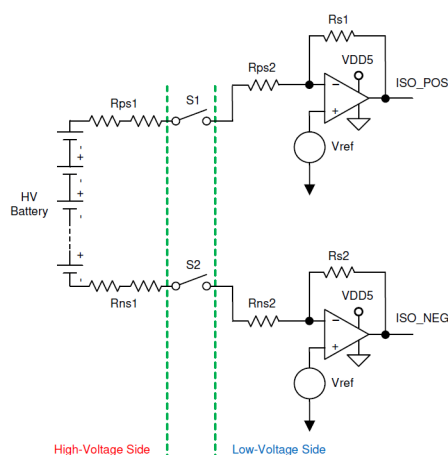 Rs1
Rps2
VDD5
ISO_POS
S1
Rps1
-
+
Vref
-
+
-
+
-
HV
Battery
+
-
S2
Rs2
Rns1
Rns2
VDD5
-
+
ISO_NEG
Vref
High-Voltage Side
Low-Voltage Side